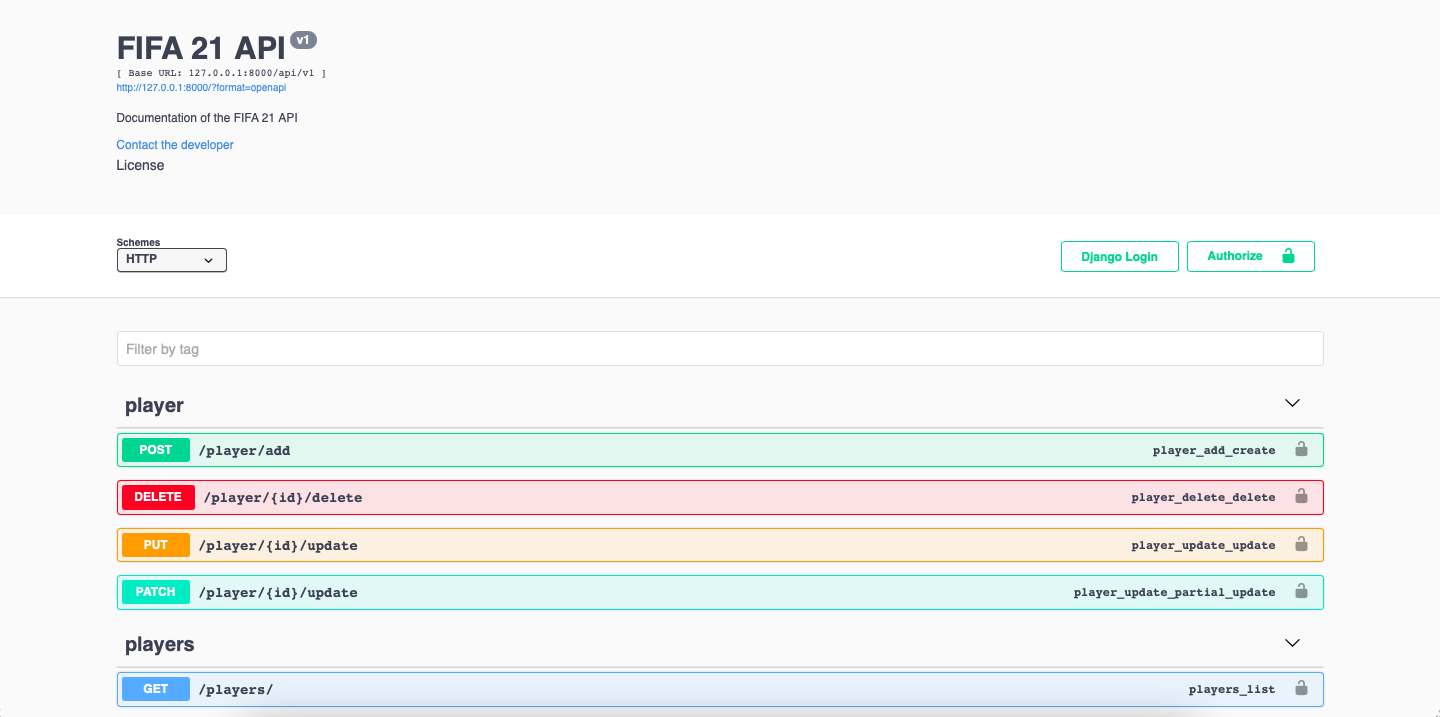 FIFA 21 API v1
[ Base URL: 127.0.0.1:8000/api/v1 ]
http://127.0.0.1:8000/?format=openapi
Documentation of the FIFA 21 API
Contact the developer
License
Schemes
HTTP
Django Login Authorize
Filter by tag
player
POST /player/add player_add_create
DELETE /player/{id}/delete player_delete_delete
PUT /player/{id}/update player_update_update
PATCH /player/{id}/update player_update_partial_update
players
GET /players/ players_list